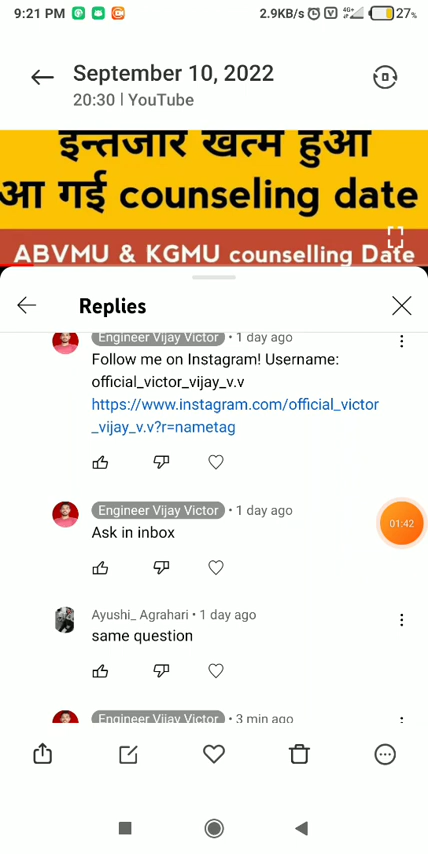 9:21 PM
2.9KB/s
4G+
27%
September 10, 2022
20:30 | YouTube
इन्तजार खत्म हुआ
आ गई counseling date
ABVMU & KGMU counselling Date
Replies
Engineer Vijay Victor • 1 day ago
Follow me on Instagram! Username:
official_victor_vijay_v.v
https://www.instagram.com/official_victor
_vijay_v.v?r=nametag
Engineer Vijay Victor • 1 day ago
Ask in inbox
01:42
Ayushi_ Agrahari • 1 day ago
same question
Engineer Vijay Victor • 3 min ago